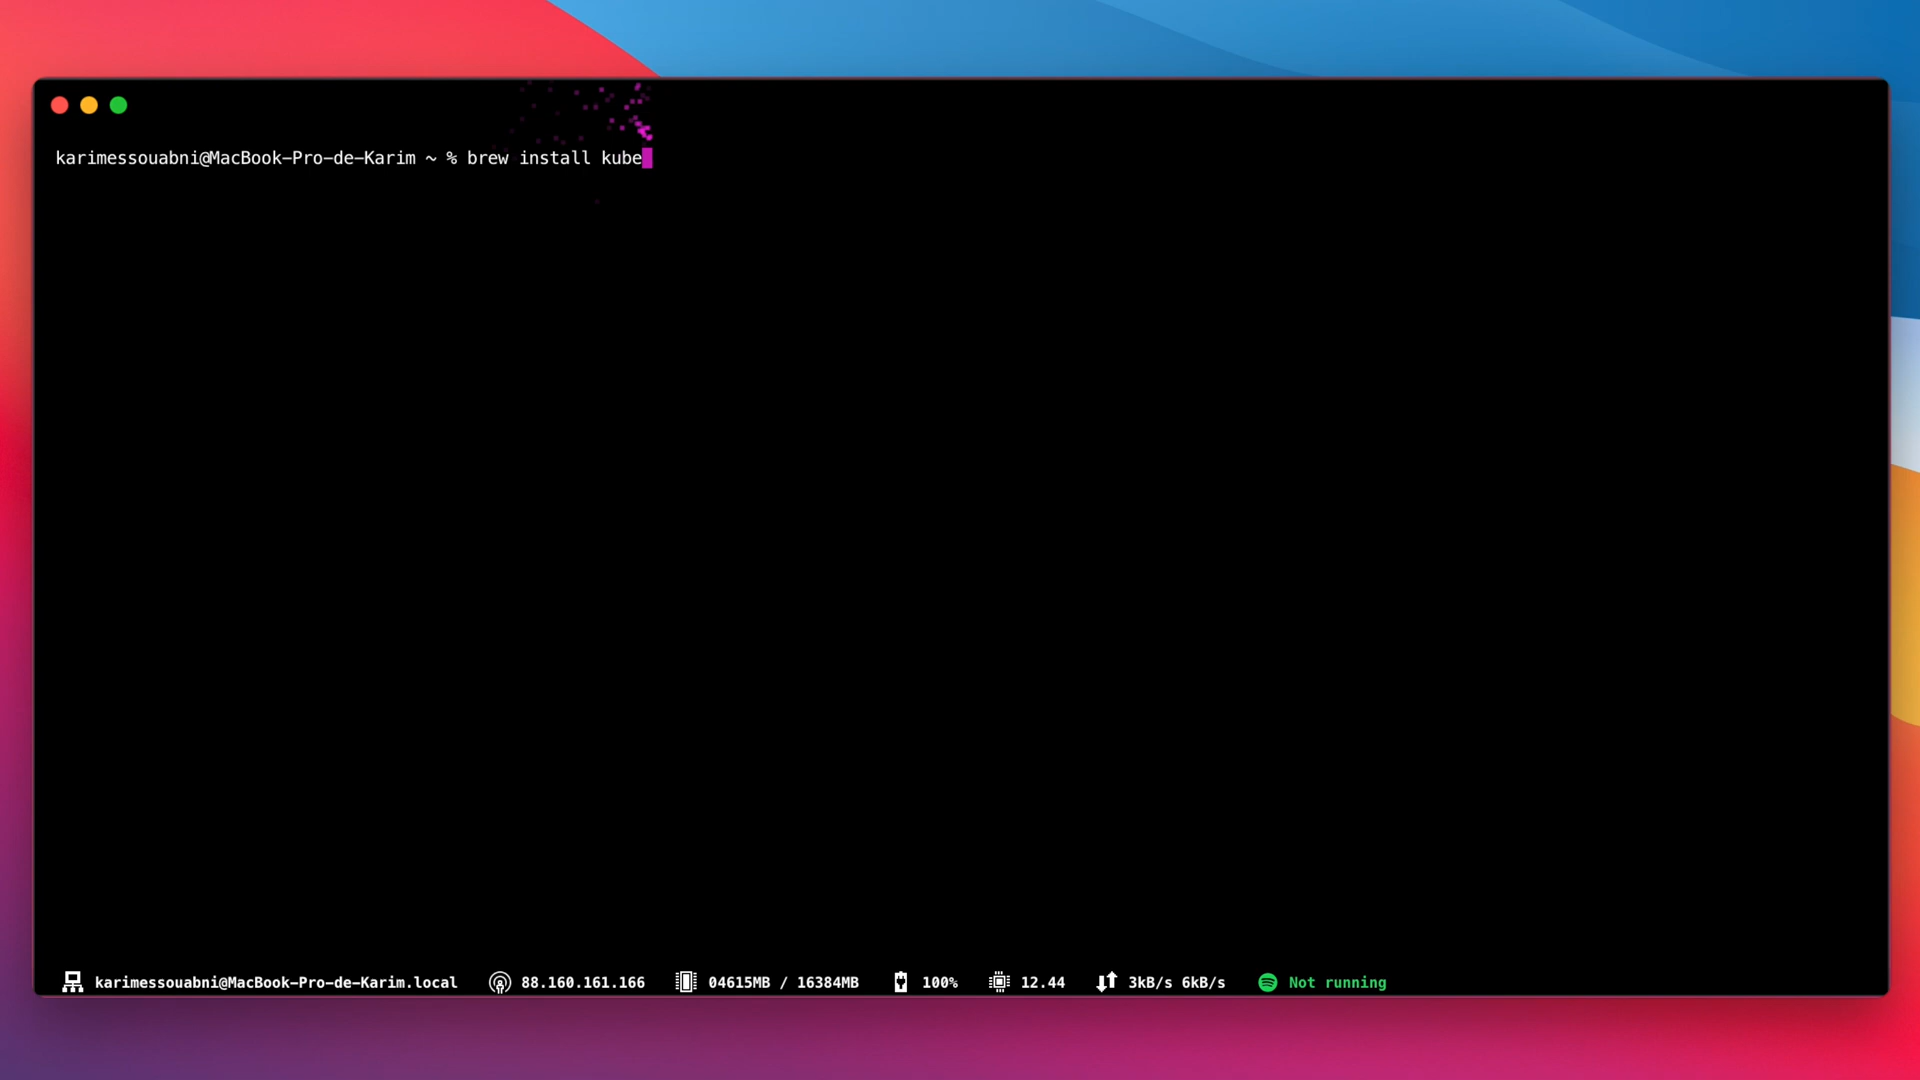 karimessouabni@MacBook-Pro-de-Karim ~ % brew install kube
karimessouabni@MacBook-Pro-de-Karim.local 88.160.161.166 04615MB / 16384MB 100% 12.44 3kB/s 6kB/s Not running